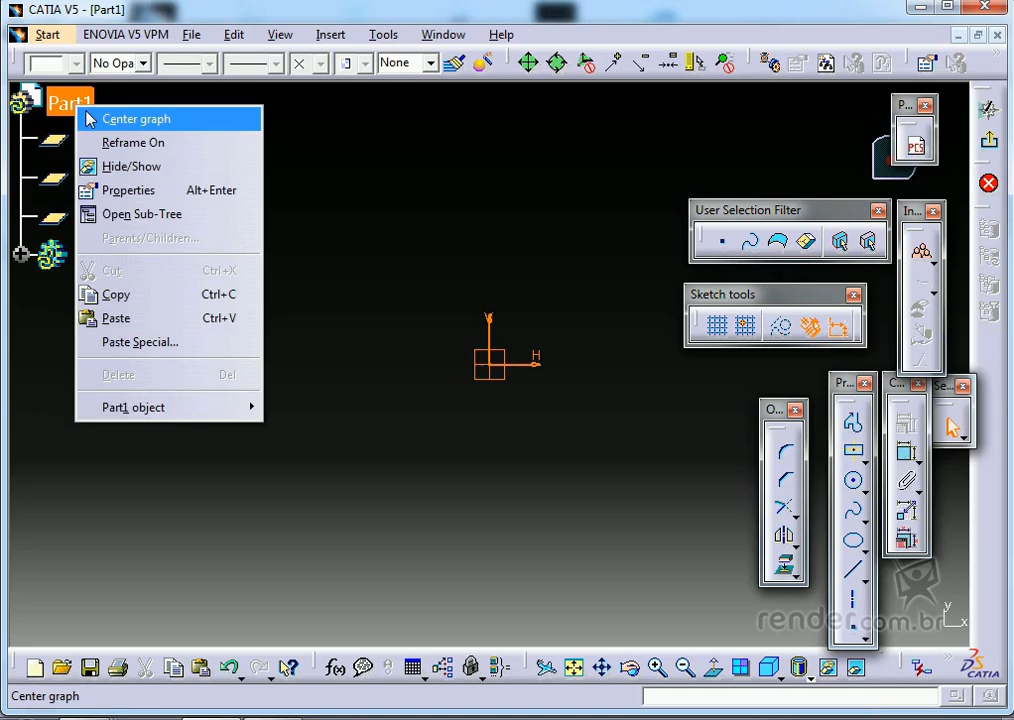 CATIA V5 - [Part1]
Start ENOVIA V5 VPM File Edit View Insert Tools Window Help
No Opa None
Part1
Center graph
Reframe On
Hide/Show
Properties Alt+Enter
Open Sub-Tree
Parents/Children...
Cut Ctrl+X
Copy Ctrl+C
Paste Ctrl+V
Paste Special...
Delete Del
Part1 object
P...
PCS
User Selection Filter
In...
Sketch tools
V
H
Pr...
C...
Se...
O...
render.com.br
y
x
f(x)
CATIA
Center graph